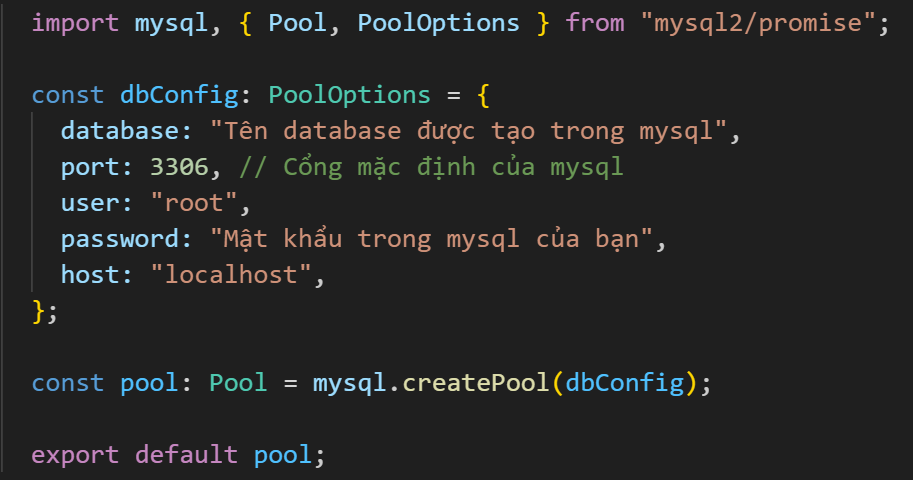 import mysql, { Pool, PoolOptions } from "mysql2/promise";
const dbConfig: PoolOptions = {
database: "Tên database được tạo trong mysql",
port: 3306, // Cổng mặc định của mysql
user: "root",
password: "Mật khẩu trong mysql của bạn",
host: "localhost",
};
const pool: Pool = mysql.createPool(dbConfig);
export default pool;